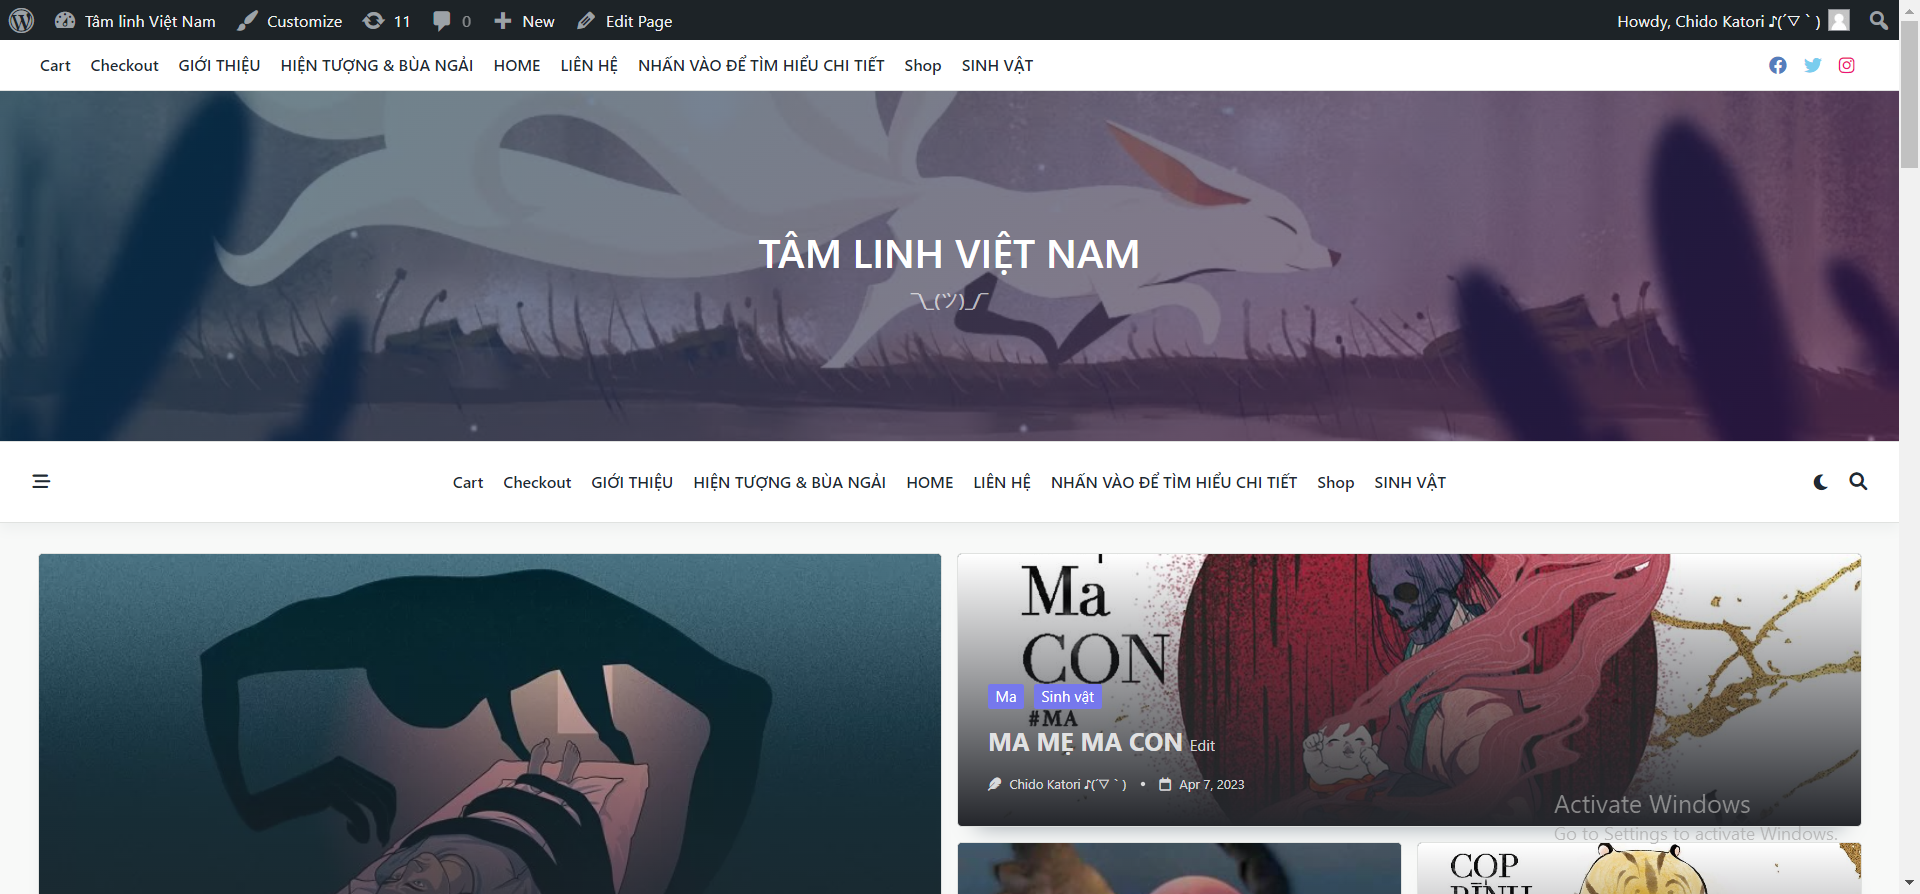 Tâm linh Việt Nam Customize 11 0 New Edit Page Howdy, Chido Katori ♪(´▽｀)
Cart Checkout GIỚI THIỆU HIỆN TƯỢNG & BÙA NGẢI HOME LIÊN HỆ NHẤN VÀO ĐỂ TÌM HIỂU CHI TIẾT Shop SINH VẬT
TÂM LINH VIỆT NAM
¯\_(ツ)_/¯
Cart Checkout GIỚI THIỆU HIỆN TƯỢNG & BÙA NGẢI HOME LIÊN HỆ NHẤN VÀO ĐỂ TÌM HIỂU CHI TIẾT Shop SINH VẬT
Ma
CON
Ma Sinh vật
#MA
MA MẸ MA CON Edit
Chido Katori ♪(´▽｀) • Apr 7, 2023
Activate Windows
Go to Settings to activate Windows.
CỌP